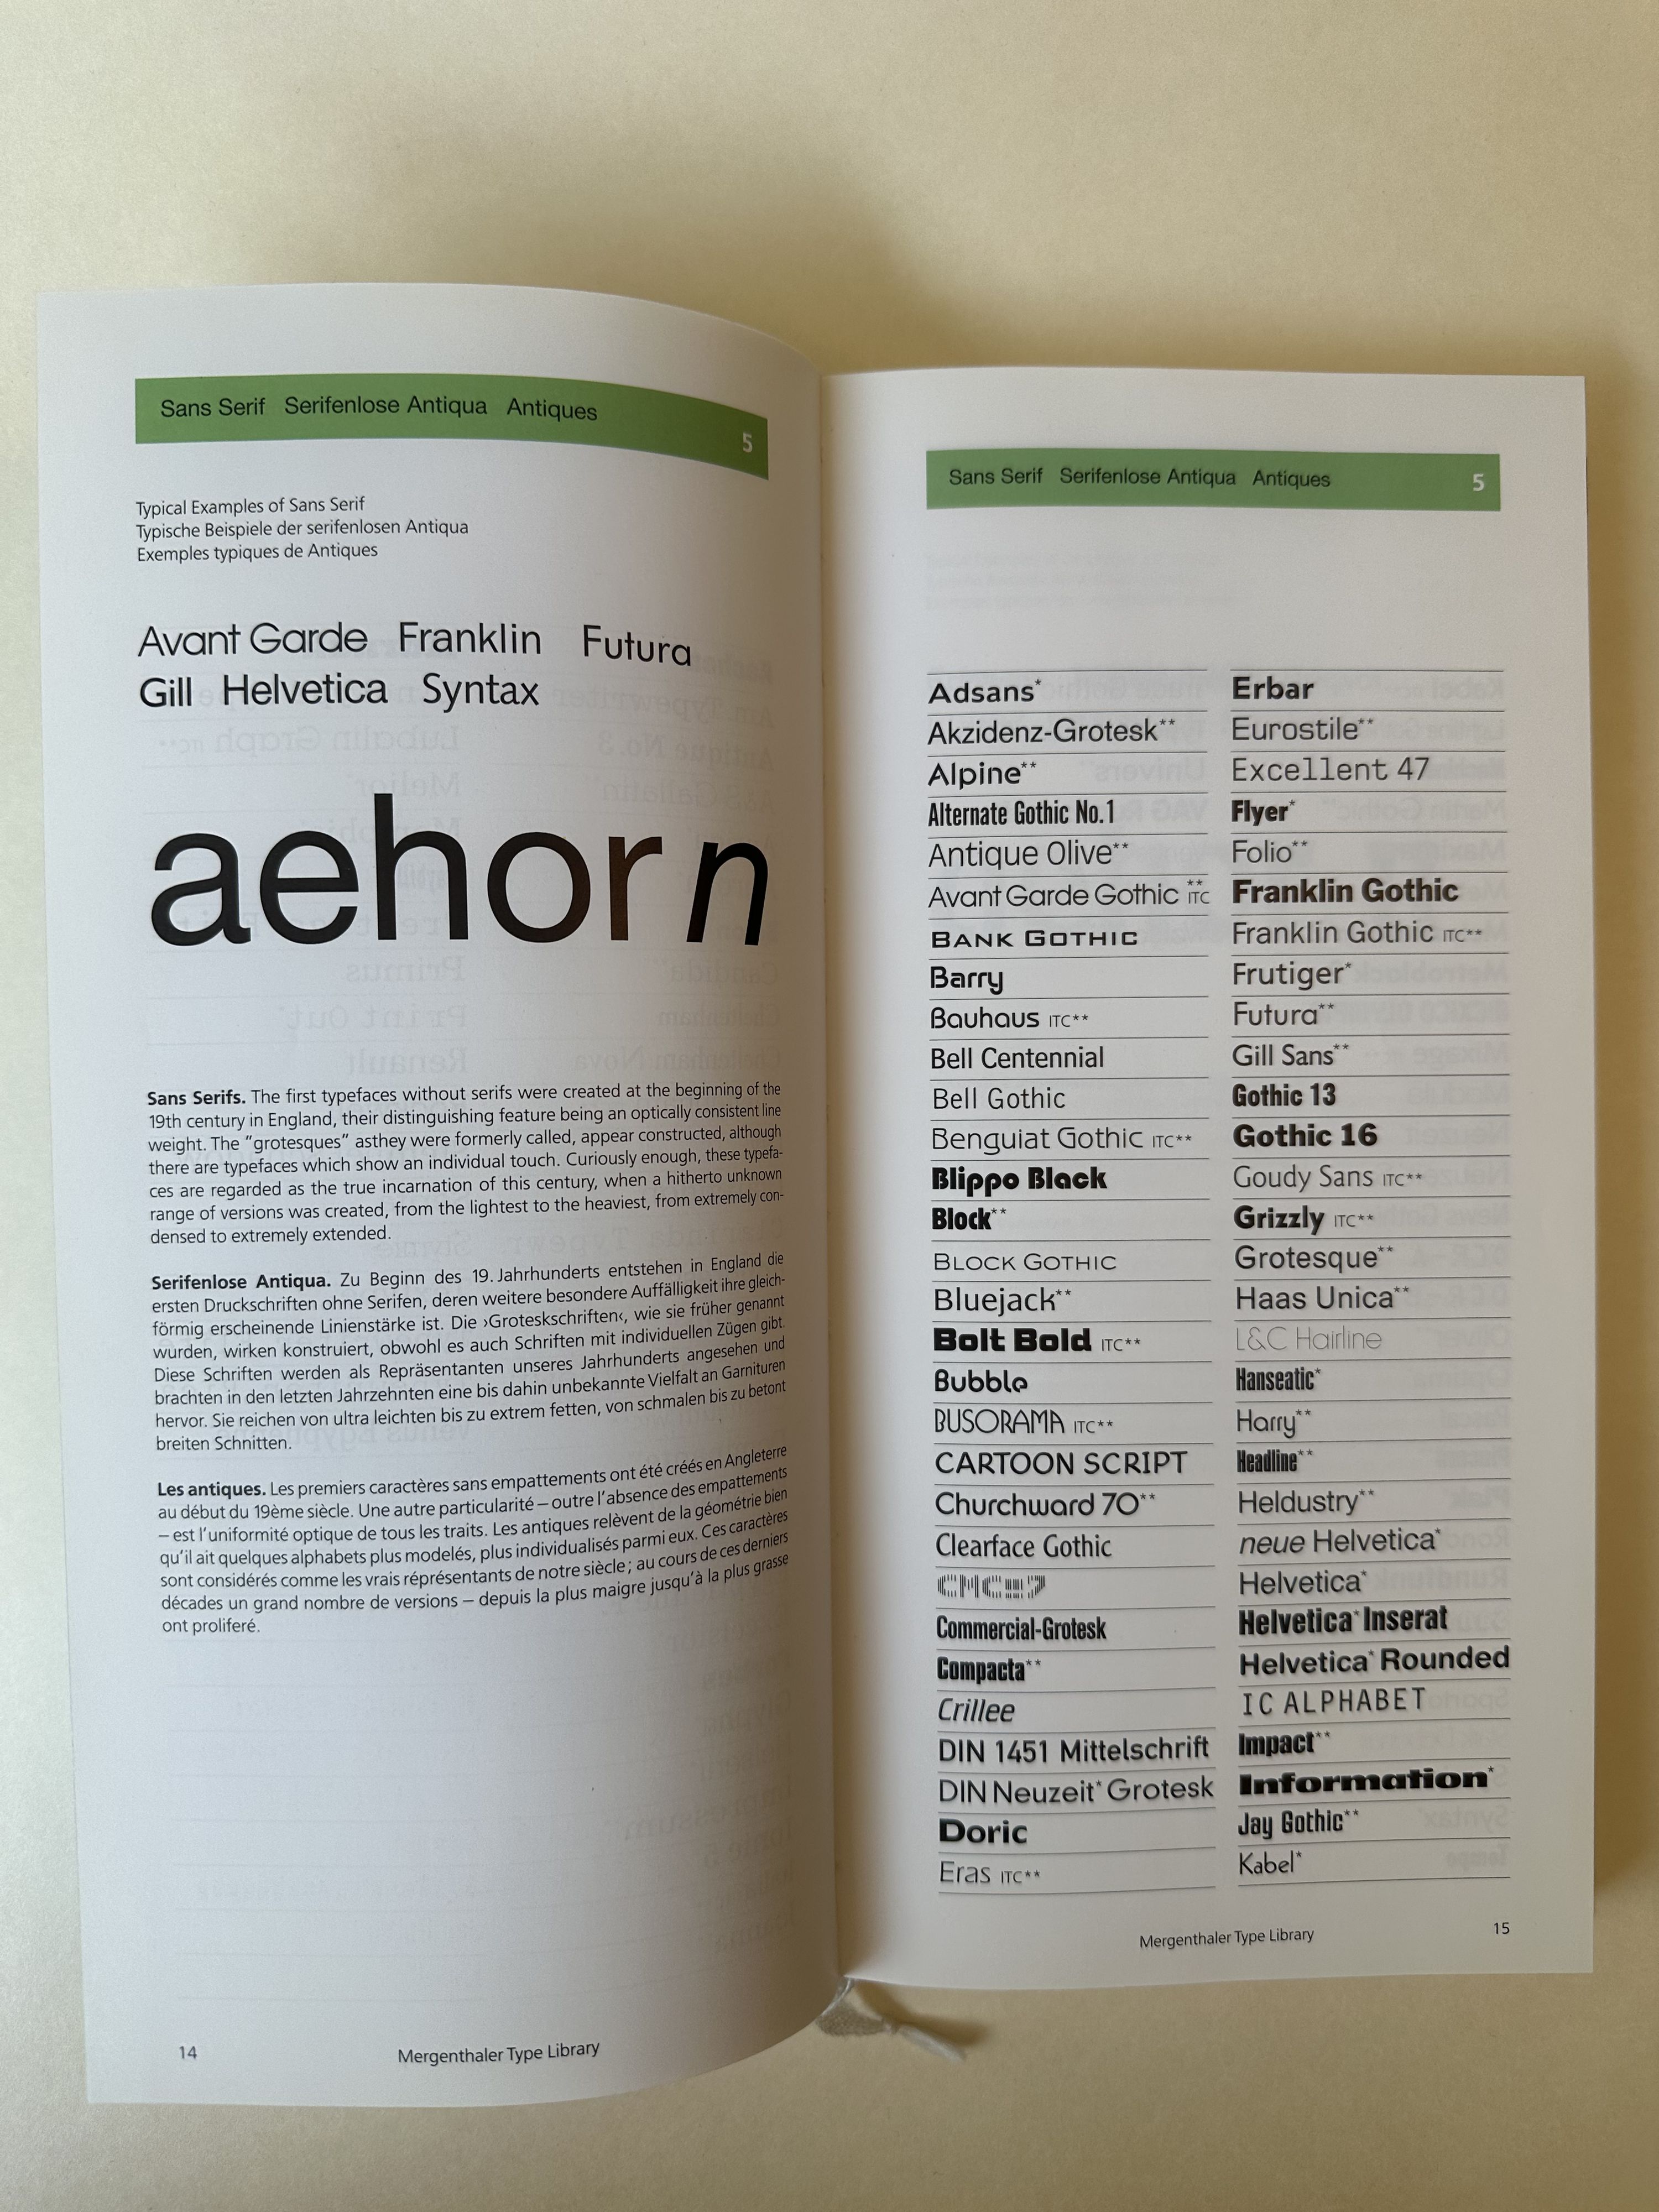 Sans Serif Serifenlose Antiqua Antiques
5
Typical Examples of Sans Serif
Typische Beispiele der serifenlosen Antiqua
Exemples typiques de Antiques
Avant Garde Franklin Futura
Gill Helvetica Syntax
aehorn
Sans Serifs. The first typefaces without serifs were created at the beginning of the
19th century in England, their distinguishing feature being an optically consistent line
weight. The "grotesques" asthey were formerly called, appear constructed, although
there are typefaces which show an individual touch. Curiously enough, these typefa-
ces are regarded as the true incarnation of this century, when a hitherto unknown
range of versions was created, from the lightest to the heaviest, from extremely con-
densed to extremely extended.
Serifenlose Antiqua. Zu Beginn des 19. Jahrhunderts entstehen in England die
ersten Druckschriften ohne Serifen, deren weitere besondere Auffälligkeit ihre gleich-
förmig erscheinende Linienstärke ist. Die ›Groteskschriften‹, wie sie früher genannt
wurden, wirken konstruiert, obwohl es auch Schriften mit individuellen Zügen gibt.
Diese Schriften werden als Repräsentanten unseres Jahrhunderts angesehen und
brachten in den letzten Jahrzehnten eine bis dahin unbekannte Vielfalt an Garnituren
hervor. Sie reichen von ultra leichten bis zu extrem fetten, von schmalen bis zu betont
breiten Schnitten.
Les antiques. Les premiers caractères sans empattements ont été créés en Angleterre
au début du 19ème siècle. Une autre particularité – outre l'absence des empattements
– est l'uniformité optique de tous les traits. Les antiques relèvent de la géométrie bien
qu'il ait quelques alphabets plus modelés, plus individualisés parmi eux. Ces caractères
sont considérés comme les vrais réprésentants de notre siècle; au cours de ces derniers
décades un grand nombre de versions – depuis la plus maigre jusqu'à la plus grasse
ont proliferé.
14
Mergenthaler Type Library
Sans Serif Serifenlose Antiqua Antiques
5
Adsans*
Akzidenz-Grotesk**
Alpine**
Alternate Gothic No.1
Antique Olive**
Avant Garde Gothic ITC**
BANK GOTHIC
Barry
Bauhaus ITC**
Bell Centennial
Bell Gothic
Benguiat Gothic ITC**
Blippo Black
Block**
BLOCK GOTHIC
Bluejack**
Bolt Bold ITC**
Bubble
BUSORAMA ITC**
CARTOON SCRIPT
Churchward 70**
Clearface Gothic
CMC=7
Commercial-Grotesk
Compacta**
Crillee
DIN 1451 Mittelschrift
DIN Neuzeit* Grotesk
Doric
Eras ITC**
Erbar
Eurostile**
Excellent 47
Flyer*
Folio**
Franklin Gothic
Franklin Gothic ITC**
Frutiger*
Futura**
Gill Sans**
Gothic 13
Gothic 16
Goudy Sans ITC**
Grizzly ITC**
Grotesque**
Haas Unica**
L&C Hairline
Hanseatic*
Harry**
Headline**
Heldustry**
neue Helvetica*
Helvetica*
Helvetica* Inserat
Helvetica* Rounded
IC ALPHABET
Impact**
Information*
Jay Gothic**
Kabel*
Mergenthaler Type Library
15